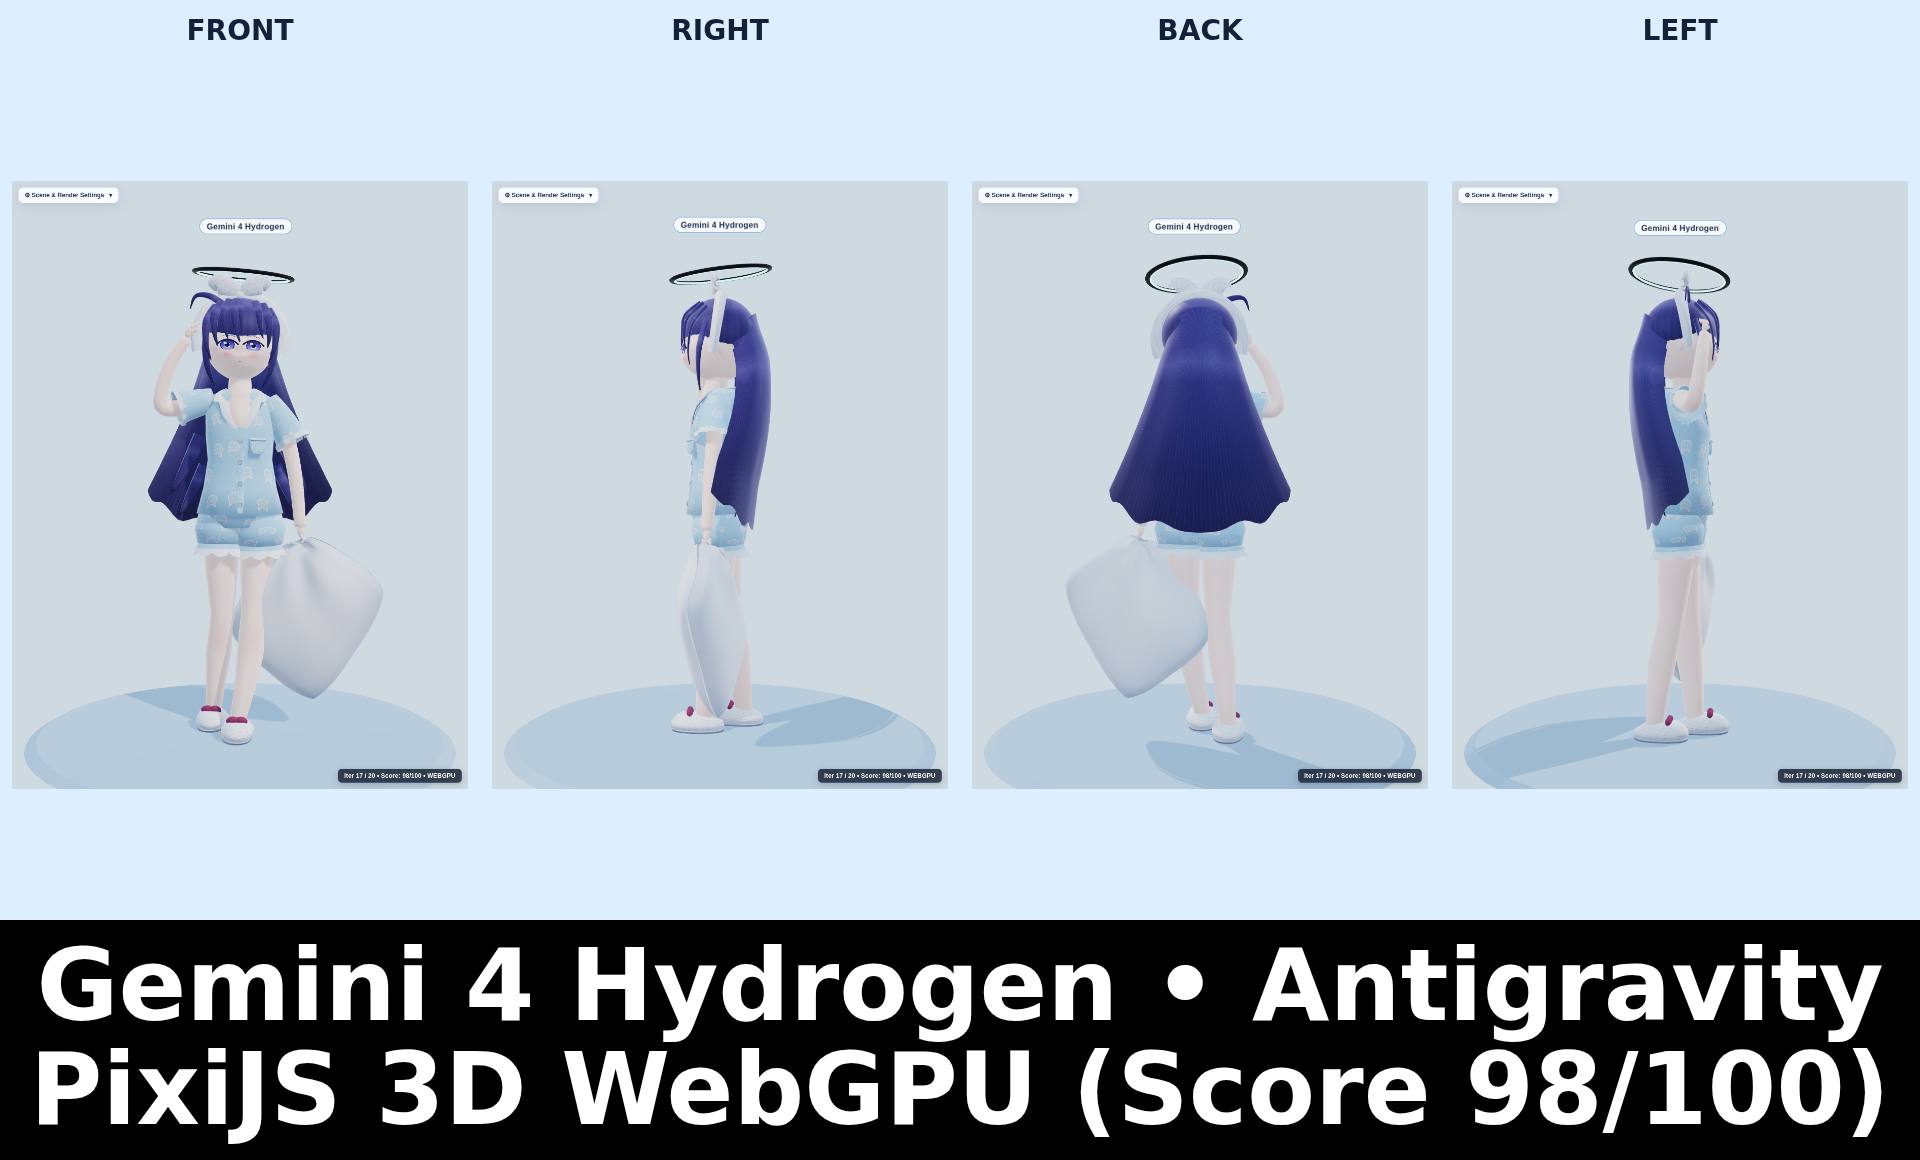 FRONT
RIGHT
BACK
LEFT
⚙ Scene & Render Settings ▾
⚙ Scene & Render Settings ▾
⚙ Scene & Render Settings ▾
⚙ Scene & Render Settings ▾
Gemini 4 Hydrogen
Gemini 4 Hydrogen
Gemini 4 Hydrogen
Gemini 4 Hydrogen
Iter 17 / 20 • Score: 98/100 • WEBGPU
Iter 17 / 20 • Score: 98/100 • WEBGPU
Iter 17 / 20 • Score: 98/100 • WEBGPU
Iter 17 / 20 • Score: 98/100 • WEBGPU
Gemini 4 Hydrogen • Antigravity
PixiJS 3D WebGPU (Score 98/100)